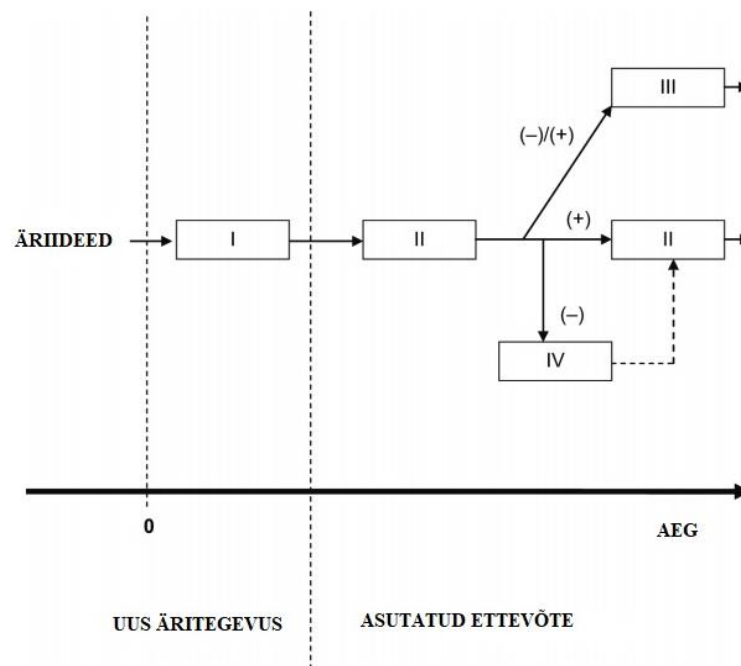 III
(–)/(+)
ÄRIIDEED
I
II
(+)
II
(–)
IV
0
AEG
UUS ÄRITEGEVUS
ASUTATUD ETTEVÕTE